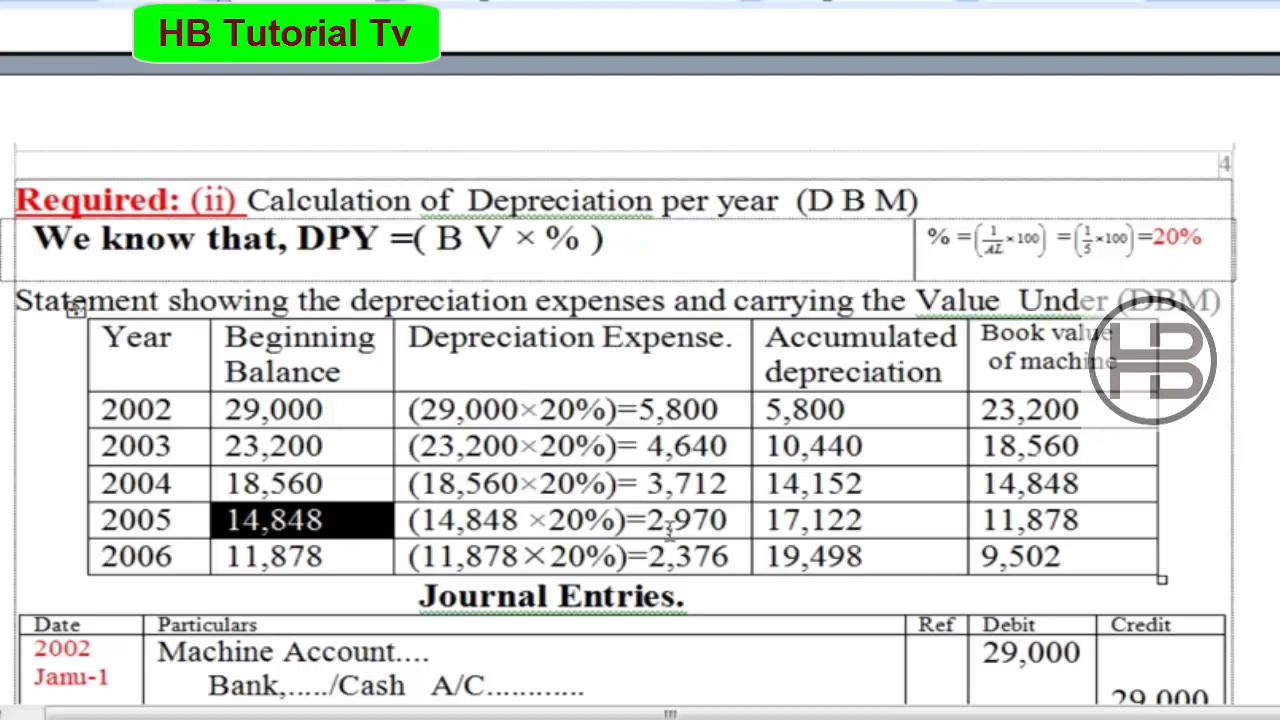 HB Tutorial Tv
4
Required: (ii) Calculation of Depreciation per year (D B M)
We know that, DPY =( B V × % )
% =(1/AL ×100) =(1/5 ×100)=20%
Statement showing the depreciation expenses and carrying the Value Under (DBM)
Year Beginning Balance Depreciation Expense. Accumulated depreciation Book value of machine
2002 29,000 (29,000×20%)=5,800 5,800 23,200
2003 23,200 (23,200×20%)= 4,640 10,440 18,560
2004 18,560 (18,560×20%)= 3,712 14,152 14,848
2005 14,848 (14,848 ×20%)=2,970 17,122 11,878
2006 11,878 (11,878×20%)=2,376 19,498 9,502
HB
Journal Entries.
Date Particulars Ref Debit Credit
2002 Machine Account.... 29,000
Janu-1 Bank,...../Cash A/C............ 29,000